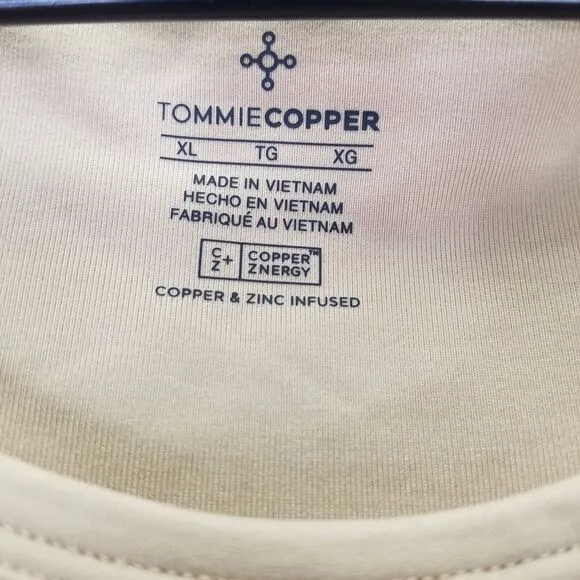 TOMMIECOPPER
XL TG XG
MADE IN VIETNAM
HECHO EN VIETNAM
FABRIQUÉ AU VIETNAM
C + COPPER™
Z ZNERGY
COPPER & ZINC INFUSED